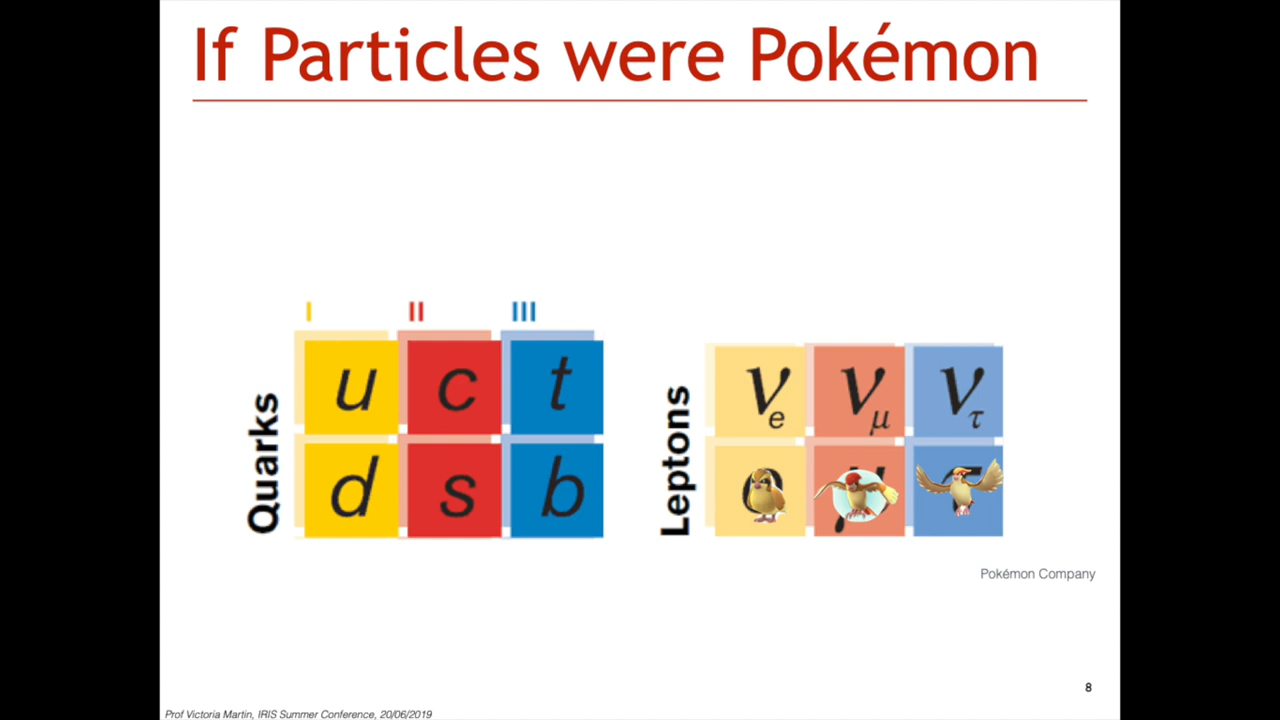 If Particles were Pokémon
I II III
Quarks
u c t
d s b
Leptons
νe νμ ντ
Pokémon Company
8
Prof Victoria Martin, IRIS Summer Conference, 20/06/2019